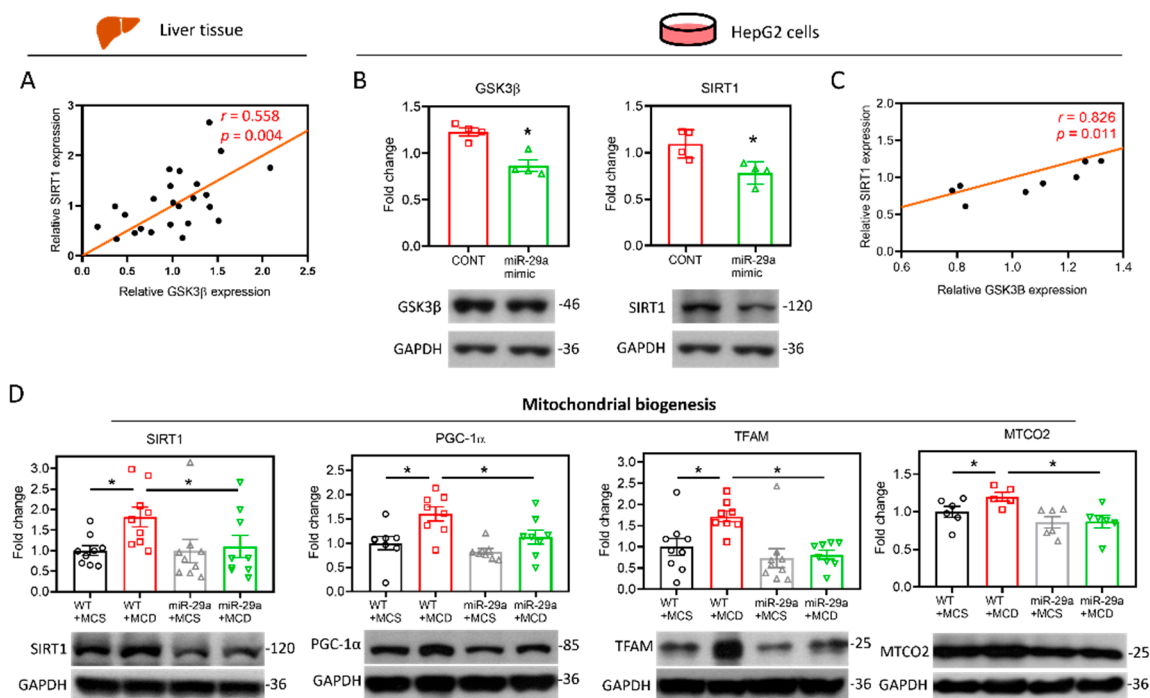 Liver tissue
HepG2 cells
A
Relative SIRT1 expression
3
2
1
0
0.0 0.5 1.0 1.5 2.0 2.5
Relative GSK3β expression
r = 0.558
p = 0.004
B
GSK3β
Fold change
1.5
1.0
0.5
0.0
*
CONT miR-29a
mimic
GSK3β -46
GAPDH -36
SIRT1
Fold change
1.5
1.0
0.5
0.0
*
CONT miR-29a
mimic
SIRT1 -120
GAPDH -36
C
Relative SIRT1 expression
2.0
1.5
1.0
0.5
0.0
0.6 0.8 1.0 1.2 1.4
Relative GSK3B expression
r = 0.826
p = 0.011
D
Mitochondrial biogenesis
SIRT1
Fold change
3.0
2.5
2.0
1.5
1.0
0.5
0.0
* *
WT WT miR-29a miR-29a
+MCS +MCD +MCS +MCD
SIRT1 -120
GAPDH -36
PGC-1α
Fold change
2.5
2.0
1.5
1.0
0.5
0.0
* *
WT WT miR-29a miR-29a
+MCS +MCD +MCS +MCD
PGC-1α -85
GAPDH -36
TFAM
Fold change
3.0
2.5
2.0
1.5
1.0
0.5
0.0
* *
WT WT miR-29a miR-29a
+MCS +MCD +MCS +MCD
TFAM -25
GAPDH -36
MTCO2
Fold change
1.5
1.0
0.5
0.0
* *
WT WT miR-29a miR-29a
+MCS +MCD +MCS +MCD
MTCO2 -25
GAPDH -36